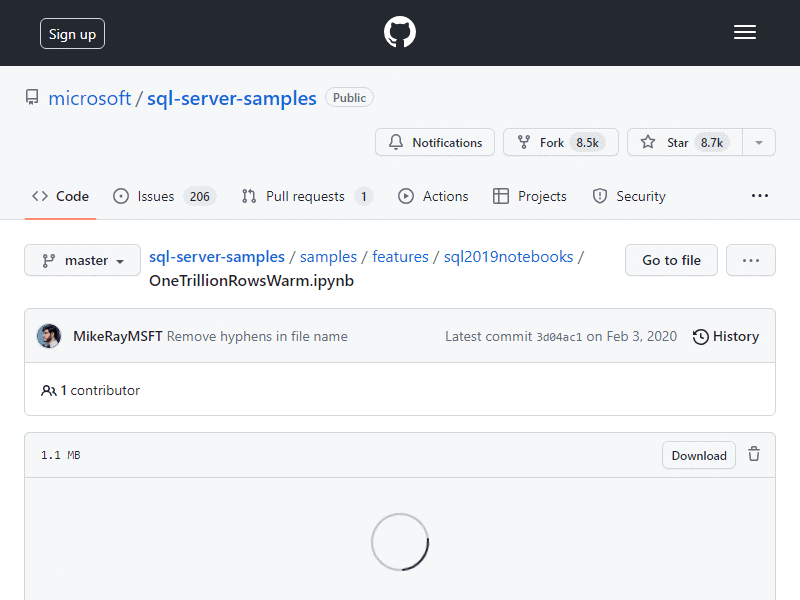 Sign up
microsoft / sql-server-samples Public
Notifications Fork 8.5k Star 8.7k
Code Issues 206 Pull requests 1 Actions Projects Security
master sql-server-samples / samples / features / sql2019notebooks / Go to file
OneTrillionRowsWarm.ipynb
MikeRayMSFT Remove hyphens in file name Latest commit 3d04ac1 on Feb 3, 2020 History
1 contributor
1.1 MB Download